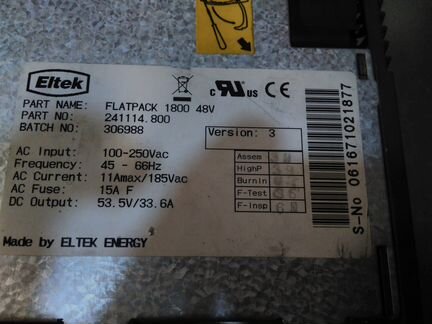 Eltek
c RU US CE
PART NAME: FLATPACK 1800 48V
PART NO: 241114.800
BATCH NO: 306988
Version: 3
AC Input: 100-250Vac
Frequency: 45 - 66Hz
AC Current: 11Amax/185Vac
AC Fuse: 15A F
DC Output: 53.5V/33.6A
Assem
HighP
Burnin
F-Test
F-Insp
S-No 061671021877
Made by ELTEK ENERGY